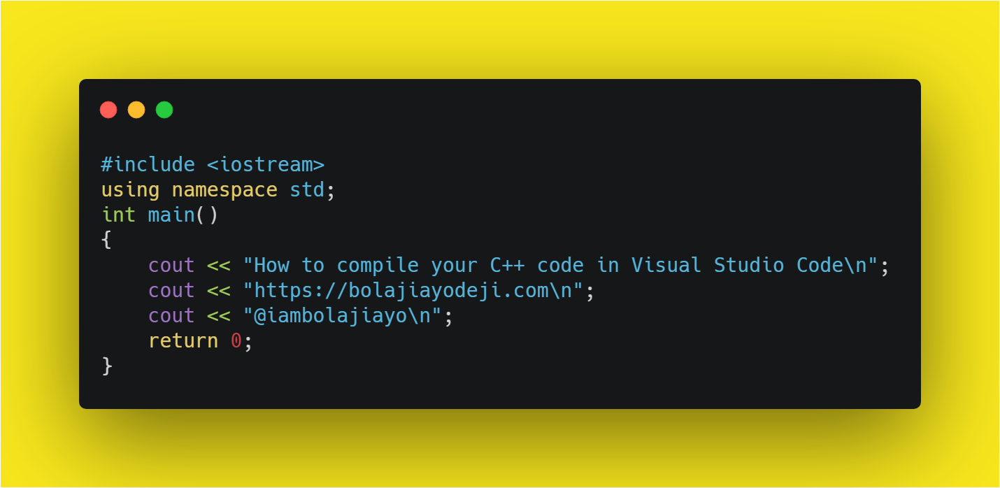 #include <iostream>
using namespace std;
int main()
{
    cout << "How to compile your C++ code in Visual Studio Code\n";
    cout << "https://bolajiayodeji.com\n";
    cout << "@iambolajiayo\n";
    return 0;
}